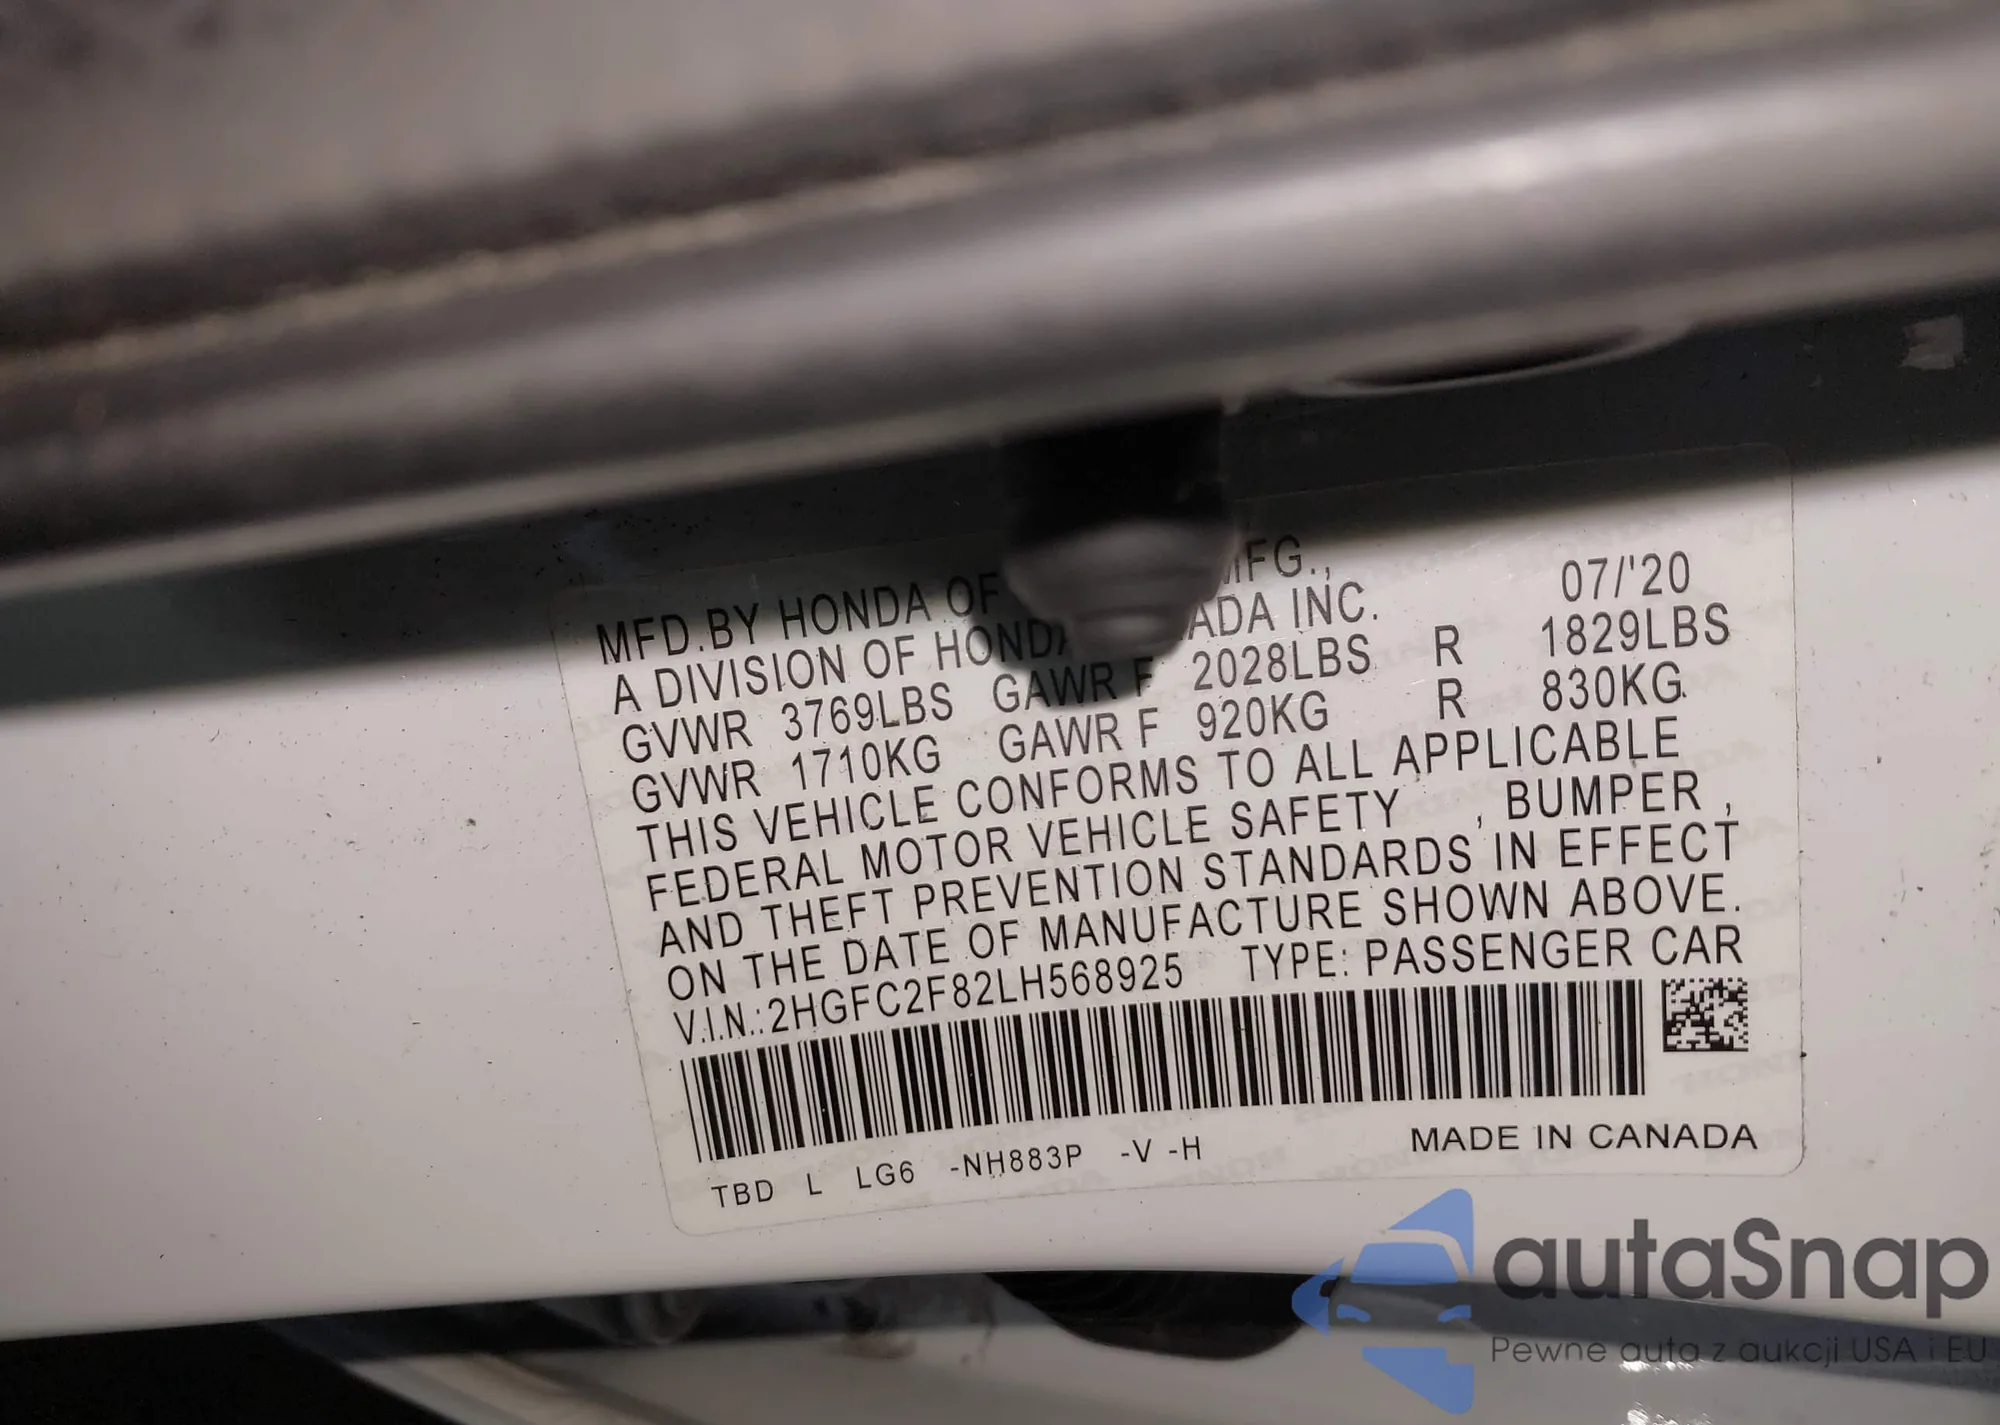 MFD.BY HONDA OF MFG., 07/'20
A DIVISION OF HONDA INC.
GVWR 3769LBS GAWR F 2028LBS R 1829LBS
GVWR 1710KG GAWR F 920KG R 830KG
THIS VEHICLE CONFORMS TO ALL APPLICABLE
FEDERAL MOTOR VEHICLE SAFETY , BUMPER ,
AND THEFT PREVENTION STANDARDS IN EFFECT
ON THE DATE OF MANUFACTURE SHOWN ABOVE.
V.I.N.:2HGFC2F82LH568925 TYPE: PASSENGER CAR
TBD L LG6 -NH883P -V -H MADE IN CANADA
autaSnap
Pewne auta z aukcji USA i EU